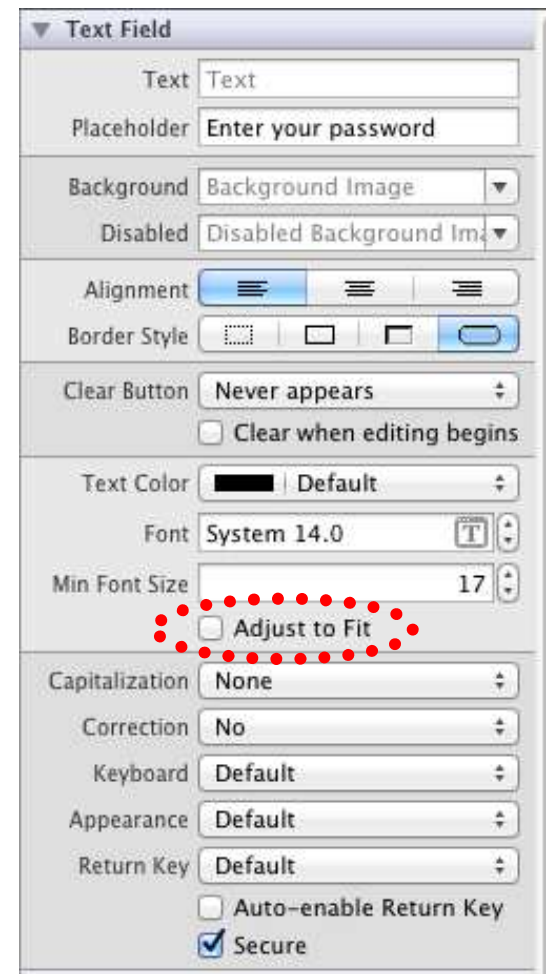 Text Field
Text Text
Placeholder Enter your password
Background Background Image
Disabled Disabled Background Ima
Alignment
Border Style
Clear Button Never appears
Clear when editing begins
Text Color Default
Font System 14.0 T
Min Font Size 17
Adjust to Fit
Capitalization None
Correction No
Keyboard Default
Appearance Default
Return Key Default
Auto-enable Return Key
Secure